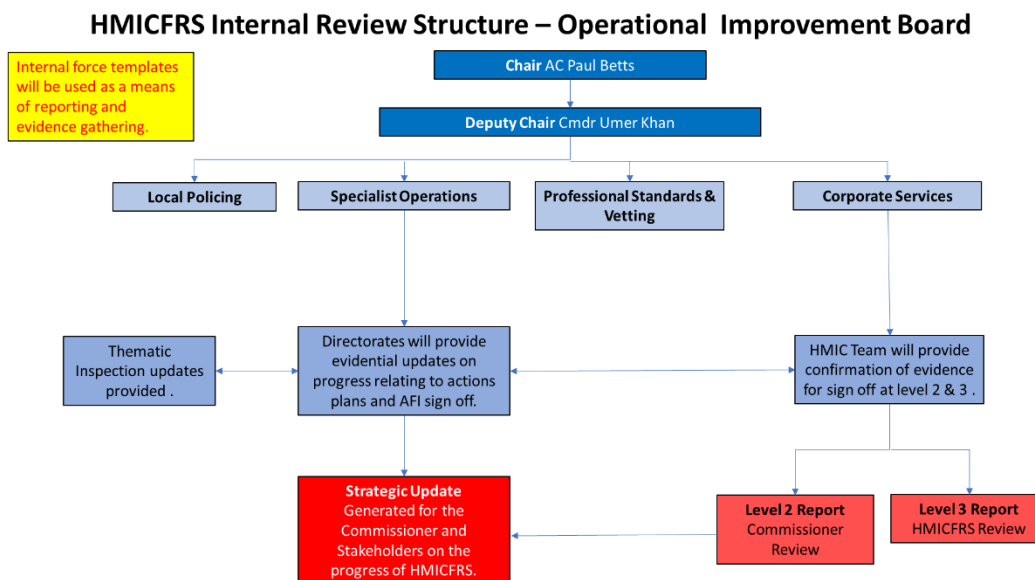 HMICFRS Internal Review Structure – Operational  Improvement Board
Internal force templates
will be used as a means
of reporting and
evidence gathering.
Chair AC Paul Betts
Deputy Chair Cmdr Umer Khan
Local Policing
Specialist Operations
Professional Standards &
Vetting
Corporate Services
Thematic
Inspection updates
provided .
Directorates will provide
evidential updates on
progress relating to actions
plans and AFI sign off.
HMIC Team will provide
confirmation of evidence
for sign off at level 2 & 3 .
Strategic Update
Generated for the
Commissioner and
Stakeholders on the
progress of HMICFRS.
Level 2 Report
Commissioner
Review
Level 3 Report
HMICFRS Review